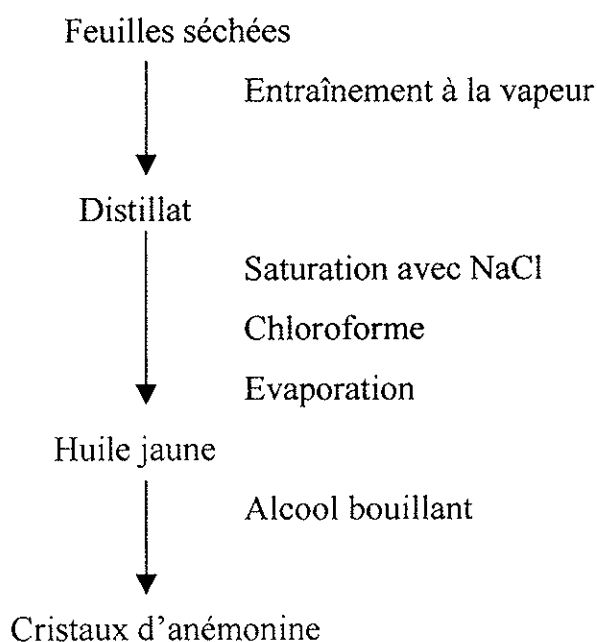 Feuilles séchées
Entraînement à la vapeur
Distillat
Saturation avec NaCl
Chloroforme
Evaporation
Huile jaune
Alcool bouillant
Cristaux d'anémonine